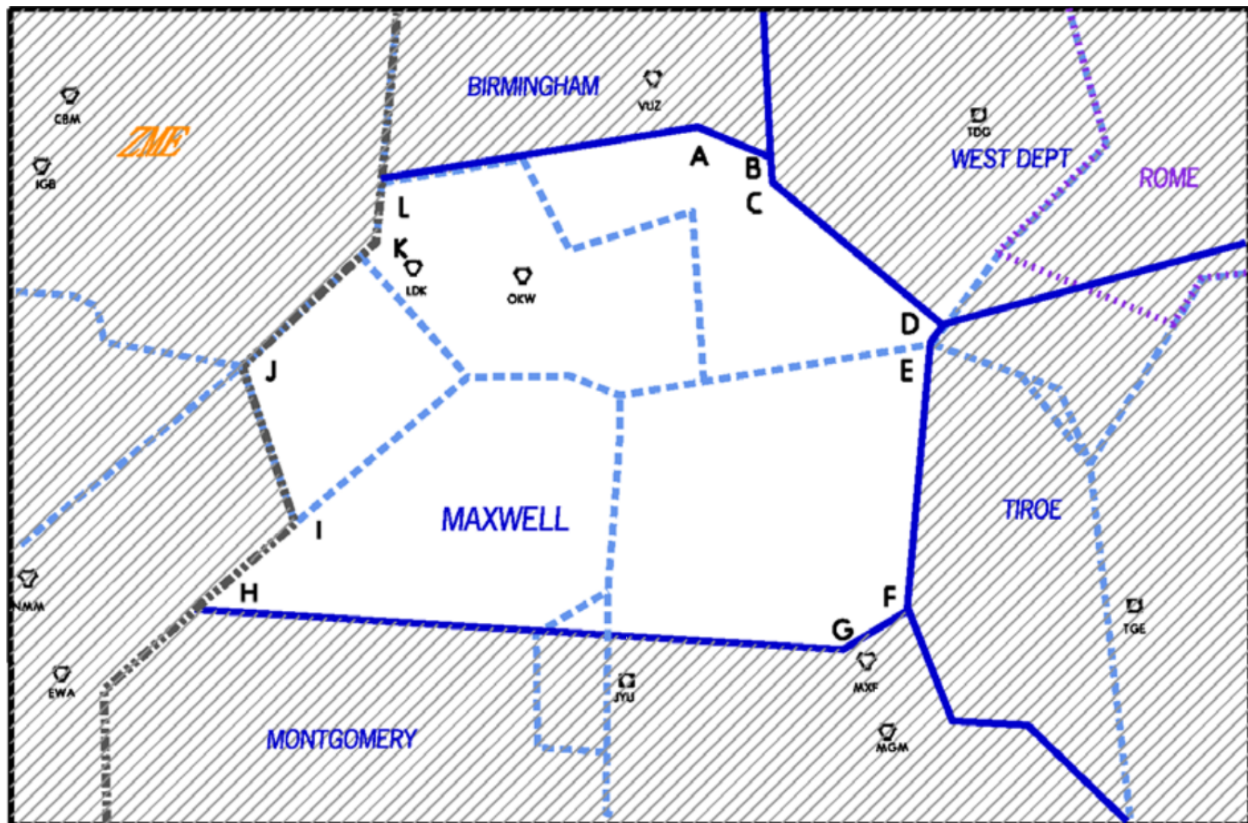 BIRMINGHAM
VUZ
CBM
TDG
ZME
A
WEST DEPT
B
IGB
ROME
L
C
K
LDK
OKW
D
J
E
MAXWELL
TIROE
I
NMM
H
F
TGE
G
EWA
JYU
MXF
MONTGOMERY
MGM